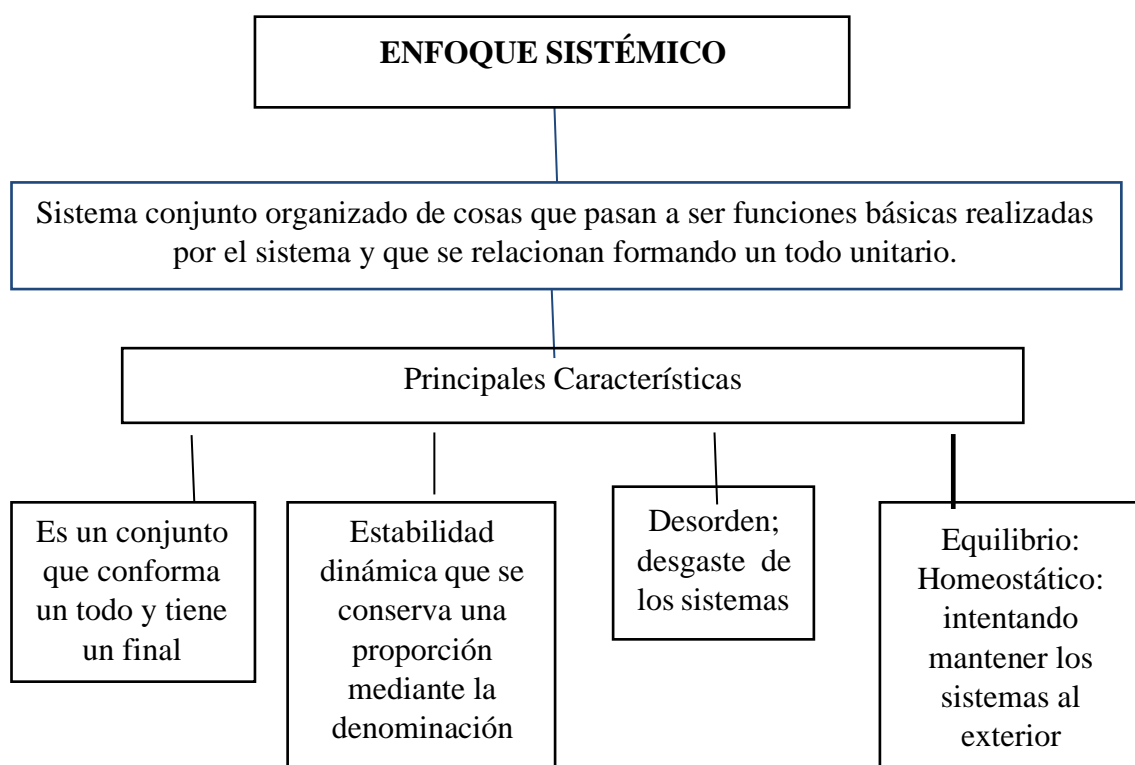 ENFOQUE SISTÉMICO
Sistema conjunto organizado de cosas que pasan a ser funciones básicas realizadas
por el sistema y que se relacionan formando un todo unitario.
Principales Características
Es un conjunto
que conforma
un todo y tiene
un final
Estabilidad
dinámica que se
conserva una
proporción
mediante la
denominación
Desorden;
desgaste de
los sistemas
Equilibrio:
Homeostático:
intentando
mantener los
sistemas al
exterior